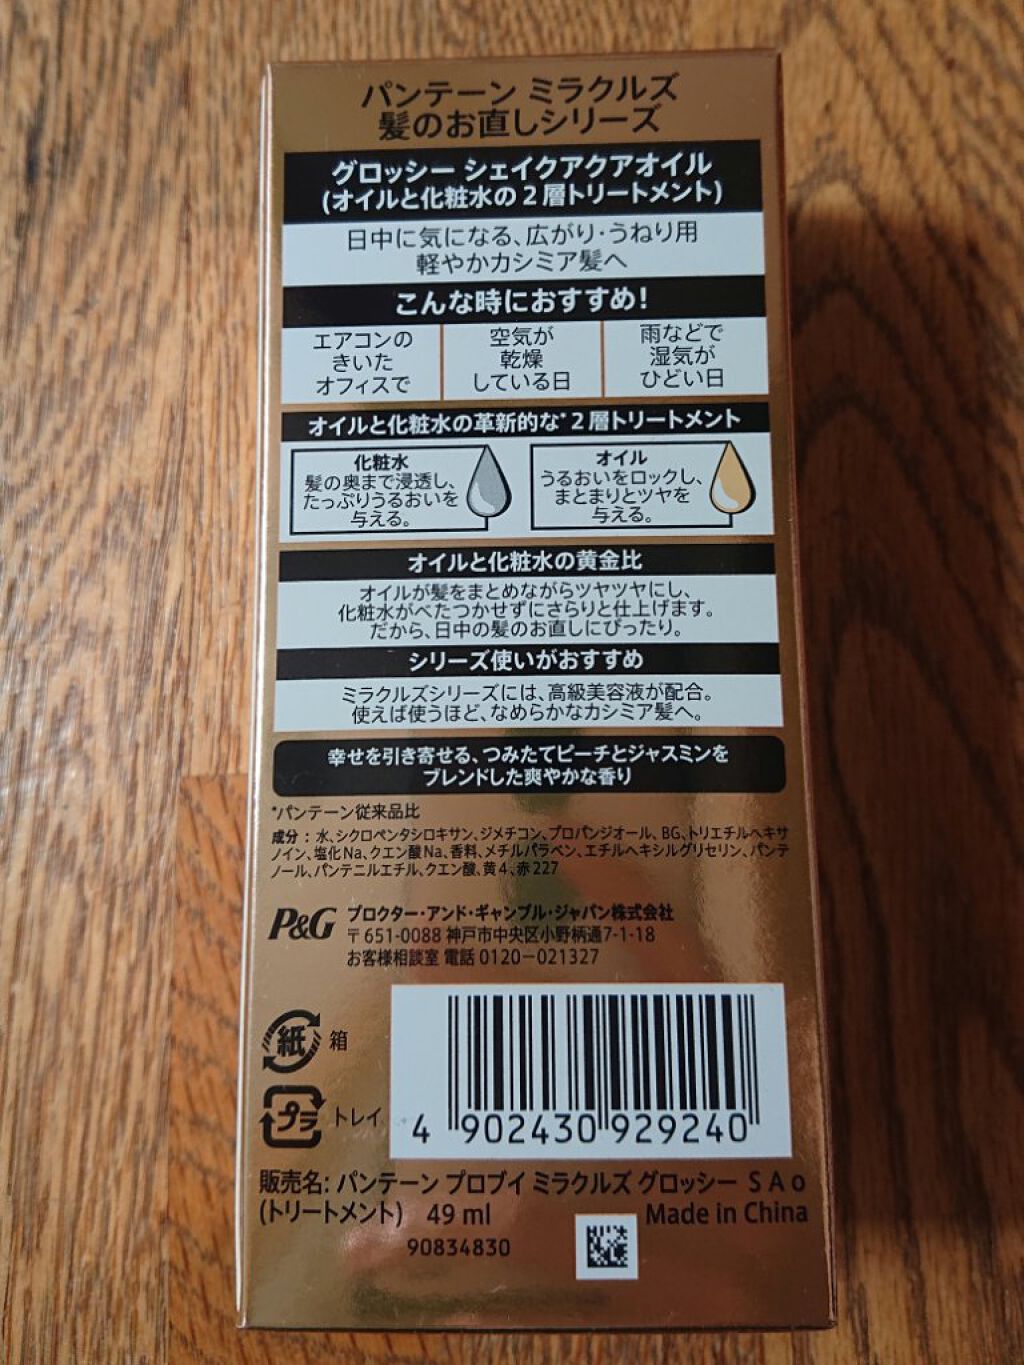 パンテーン ミラクルズ
髪のお直しシリーズ
グロッシー シェイクアクアオイル
(オイルと化粧水の2層トリートメント)
日中に気になる、広がり・うねり用
軽やかカシミア髪へ
こんな時におすすめ!
エアコンの
きいた
オフィスで
空気が
乾燥
している日
雨などで
湿気が
ひどい日
オイルと化粧水の革新的な*2層トリートメント
化粧水
髪の奥まで浸透し、
たっぷりうるおいを
与える。
オイル
うるおいをロックし、
まとまりとツヤを
与える。
オイルと化粧水の黄金比
オイルが髪をまとめながらツヤツヤにし、
化粧水がべたつかせずにさらりと仕上げます。
だから、日中の髪のお直しにぴったり。
シリーズ使いがおすすめ
ミラクルズシリーズには、高級美容液が配合。
使えば使うほど、なめらかなカシミア髪へ。
幸せを引き寄せる、つみたてピーチとジャスミンを
ブレンドした爽やかな香り
*パンテーン従来品比
成分：水、シクロペンタシロキサン、ジメチコン、プロパンジオール、BG、トリエチルヘキサ
ノイン、塩化Na、クエン酸Na、香料、メチルパラベン、エチルヘキシルグリセリン、パンテ
ノール、パンテニルエチル、クエン酸、黄4、赤227
P&G
プロクター・アンド・ギャンブル・ジャパン株式会社
〒651-0088 神戸市中央区小野柄通7-1-18
お客様相談室 電話 0120-021327
紙 箱
プラ トレイ
4 902430 929240
販売名: パンテーン プロブイ ミラクルズ グロッシー S A o
(トリートメント) 49 ml Made in China
90834830